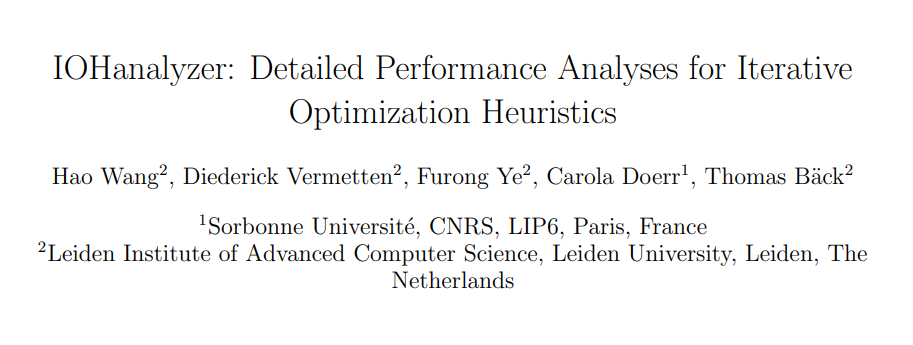 IOHanalyzer: Detailed Performance Analyses for Iterative
Optimization Heuristics
Hao Wang², Diederick Vermetten², Furong Ye², Carola Doerr¹, Thomas Bäck²
¹Sorbonne Université, CNRS, LIP6, Paris, France
²Leiden Institute of Advanced Computer Science, Leiden University, Leiden, The
Netherlands